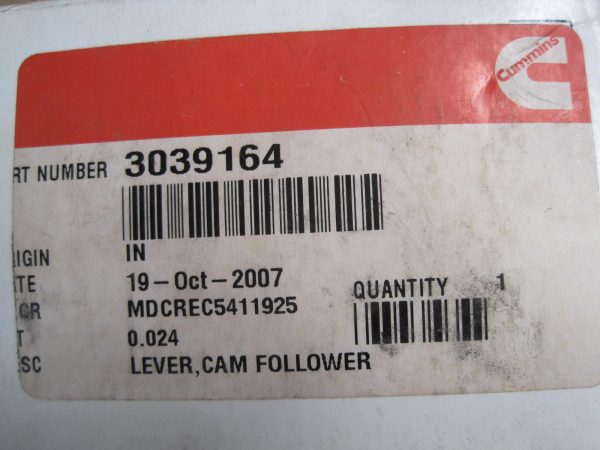 Cummins
RT NUMBER 3039164
IGIN IN
TE 19-Oct-2007
CR MDCREC5411925
QUANTITY 1
T 0.024
SC LEVER,CAM FOLLOWER